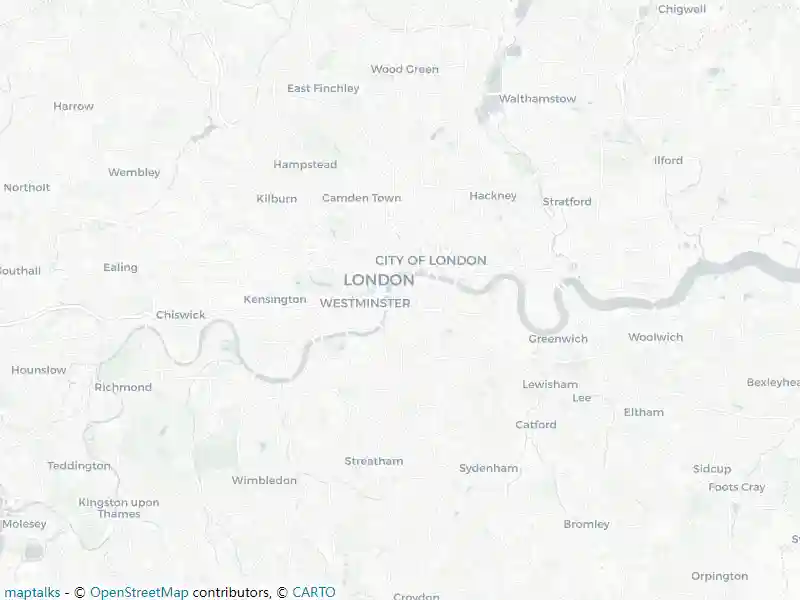 Chigwell
Wood Green
East Finchley
Walthamstow
Harrow
Ilford
Hampstead
Wembley
Northolt
Kilburn
Camden Town
Hackney
Stratford
CITY OF LONDON
Ealing
Southall
LONDON
Kensington
WESTMINSTER
Chiswick
Greenwich
Woolwich
Hounslow
Richmond
Lewisham
Bexleyhea
Lee
Eltham
Catford
Streatham
Teddington
Sydenham
Sidcup
Wimbledon
Foots Cray
Kingston upon
Thames
Molesey
Bromley
Orpington
maptalks - © OpenStreetMap contributors, © CARTO
Croydon